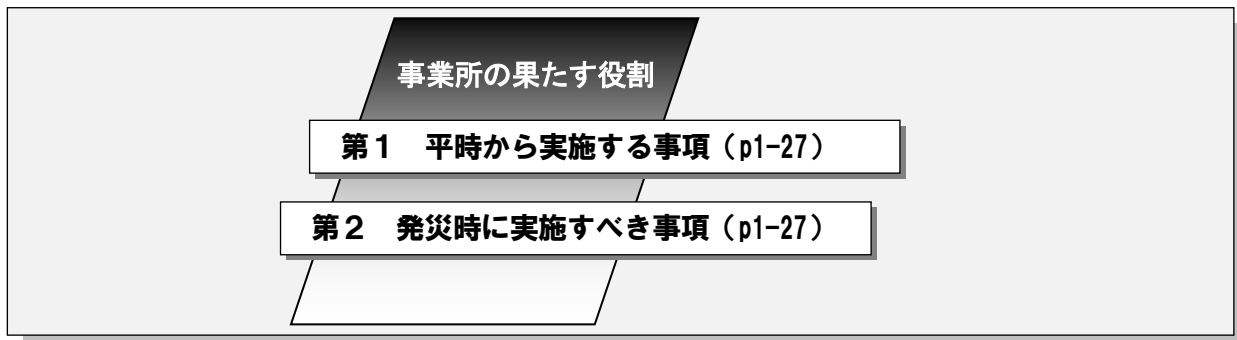 事業所の果たす役割
第1　平時から実施する事項（p1-27）
第2　発災時に実施すべき事項（p1-27）